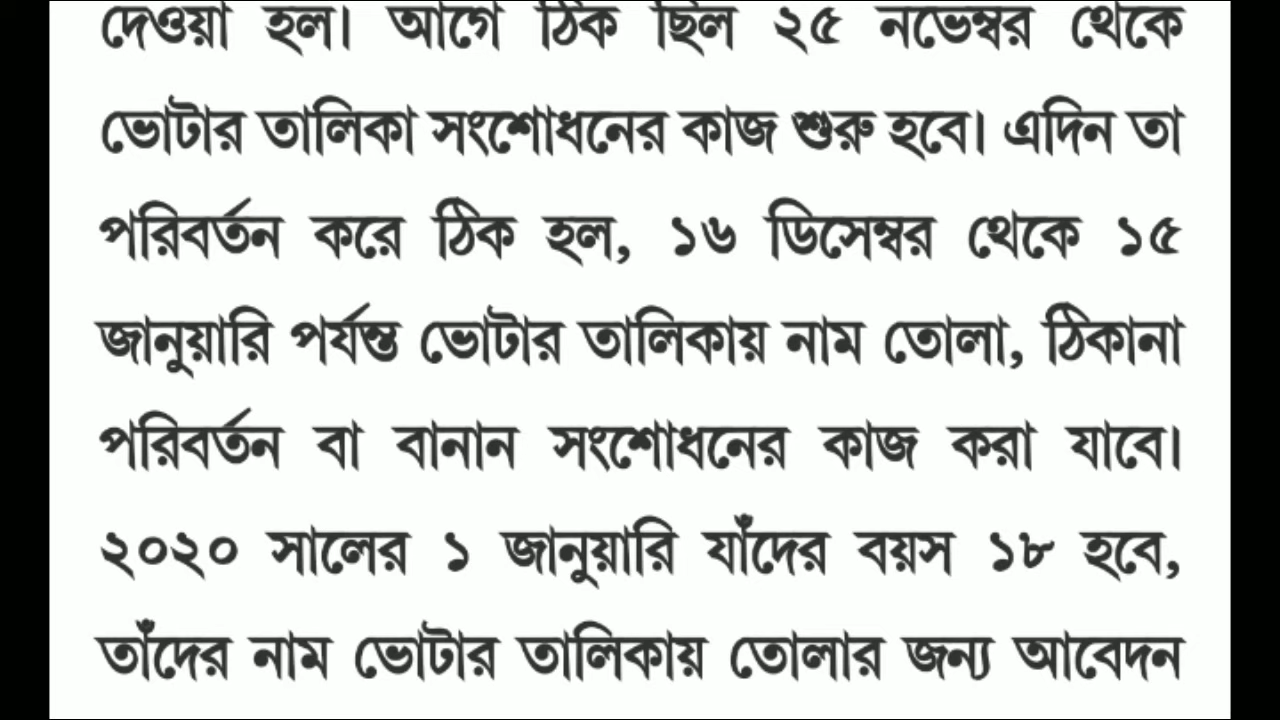 দেওয়া হল। আগে ঠিক ছিল ২৫ নভেম্বর থেকে
ভোটার তালিকা সংশোধনের কাজ শুরু হবে। এদিন তা
পরিবর্তন করে ঠিক হল, ১৬ ডিসেম্বর থেকে ১৫
জানুয়ারি পর্যন্ত ভোটার তালিকায় নাম তোলা, ঠিকানা
পরিবর্তন বা বানান সংশোধনের কাজ করা যাবে।
২০২০ সালের ১ জানুয়ারি যাঁদের বয়স ১৮ হবে,
তাঁদের নাম ভোটার তালিকায় তোলার জন্য আবেদন